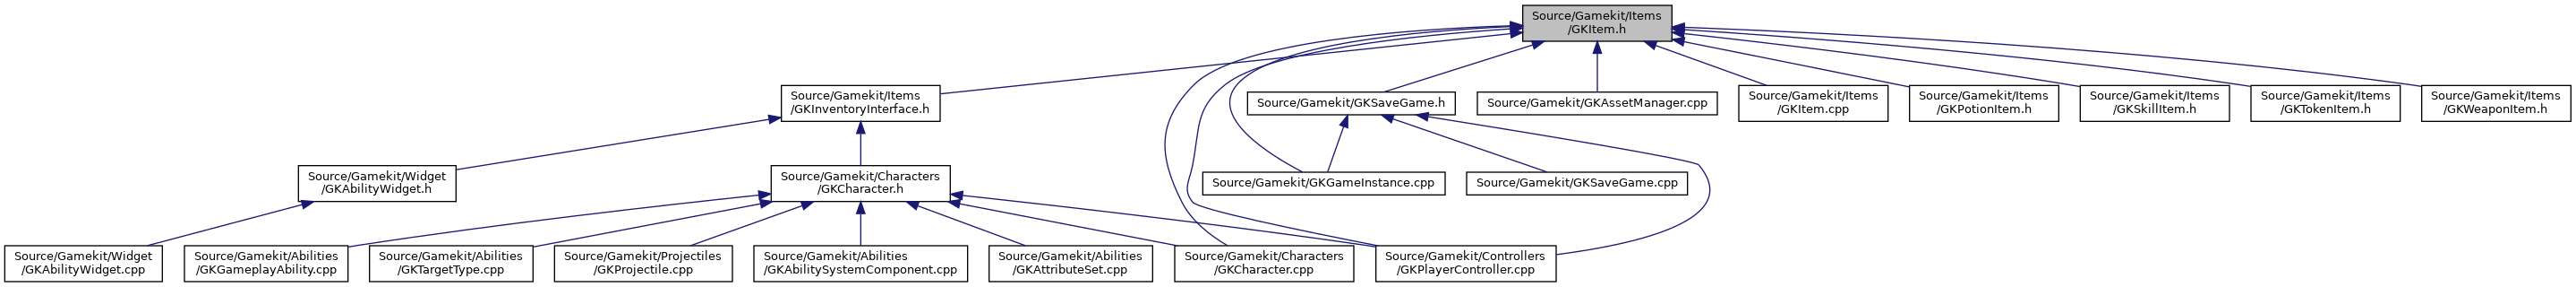 Source/Gamekit/Items
/GKItem.h
Source/Gamekit/Items
/GKInventoryInterface.h
Source/Gamekit/GKSaveGame.h
Source/Gamekit/GKAssetManager.cpp
Source/Gamekit/Items
/GKItem.cpp
Source/Gamekit/Items
/GKPotionItem.h
Source/Gamekit/Items
/GKSkillItem.h
Source/Gamekit/Items
/GKTokenItem.h
Source/Gamekit/Items
/GKWeaponItem.h
Source/Gamekit/Widget
/GKAbilityWidget.h
Source/Gamekit/Characters
/GKCharacter.h
Source/Gamekit/GKGameInstance.cpp
Source/Gamekit/GKSaveGame.cpp
Source/Gamekit/Widget
/GKAbilityWidget.cpp
Source/Gamekit/Abilities
/GKGameplayAbility.cpp
Source/Gamekit/Abilities
/GKTargetType.cpp
Source/Gamekit/Projectiles
/GKProjectile.cpp
Source/Gamekit/Abilities
/GKAbilitySystemComponent.cpp
Source/Gamekit/Abilities
/GKAttributeSet.cpp
Source/Gamekit/Characters
/GKCharacter.cpp
Source/Gamekit/Controllers
/GKPlayerController.cpp